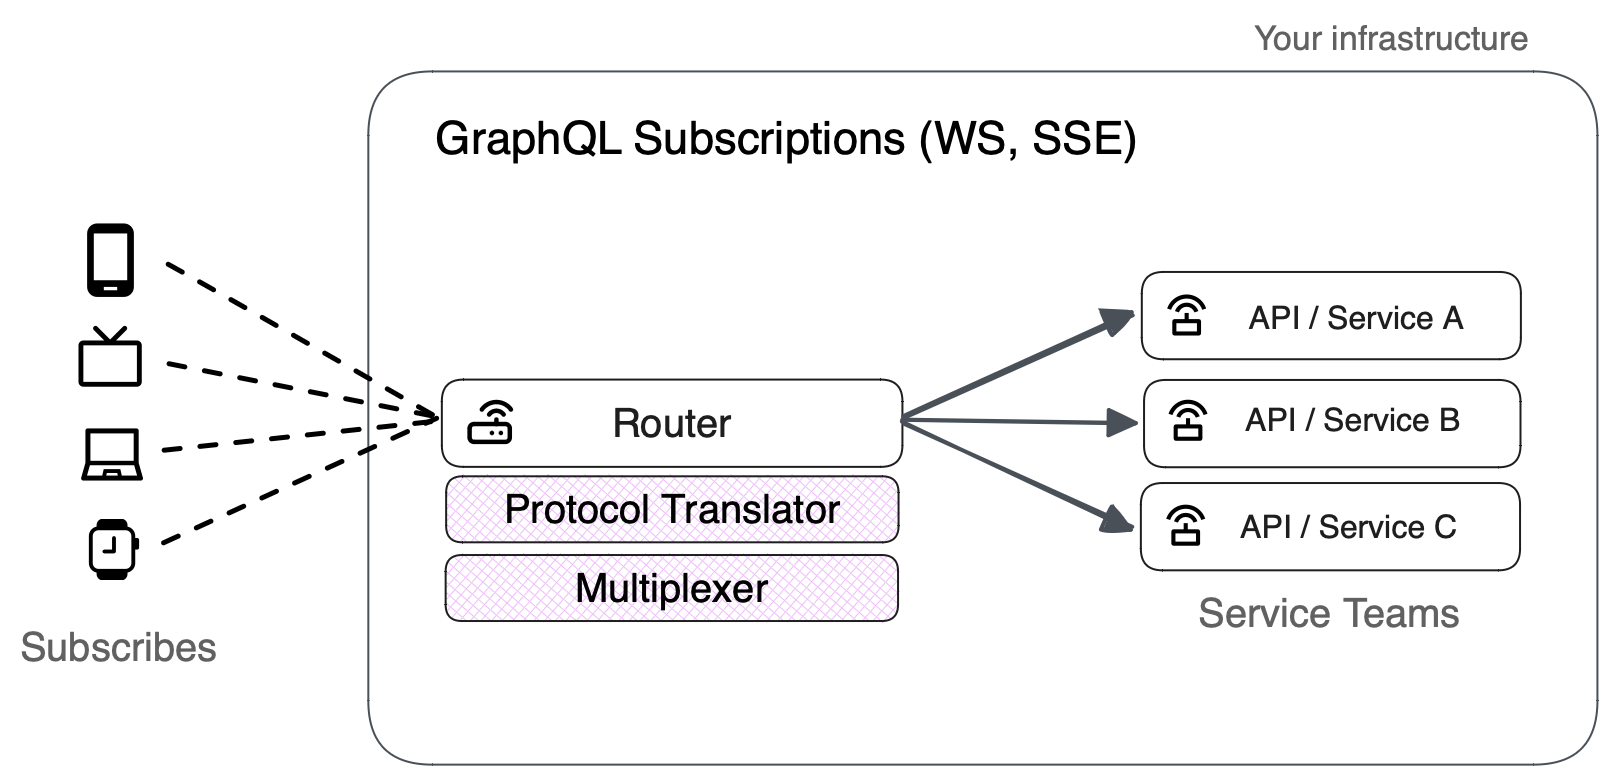 Your infrastructure
GraphQL Subscriptions (WS, SSE)
API / Service A
Router
API / Service B
Protocol Translator
API / Service C
Multiplexer
Service Teams
Subscribes